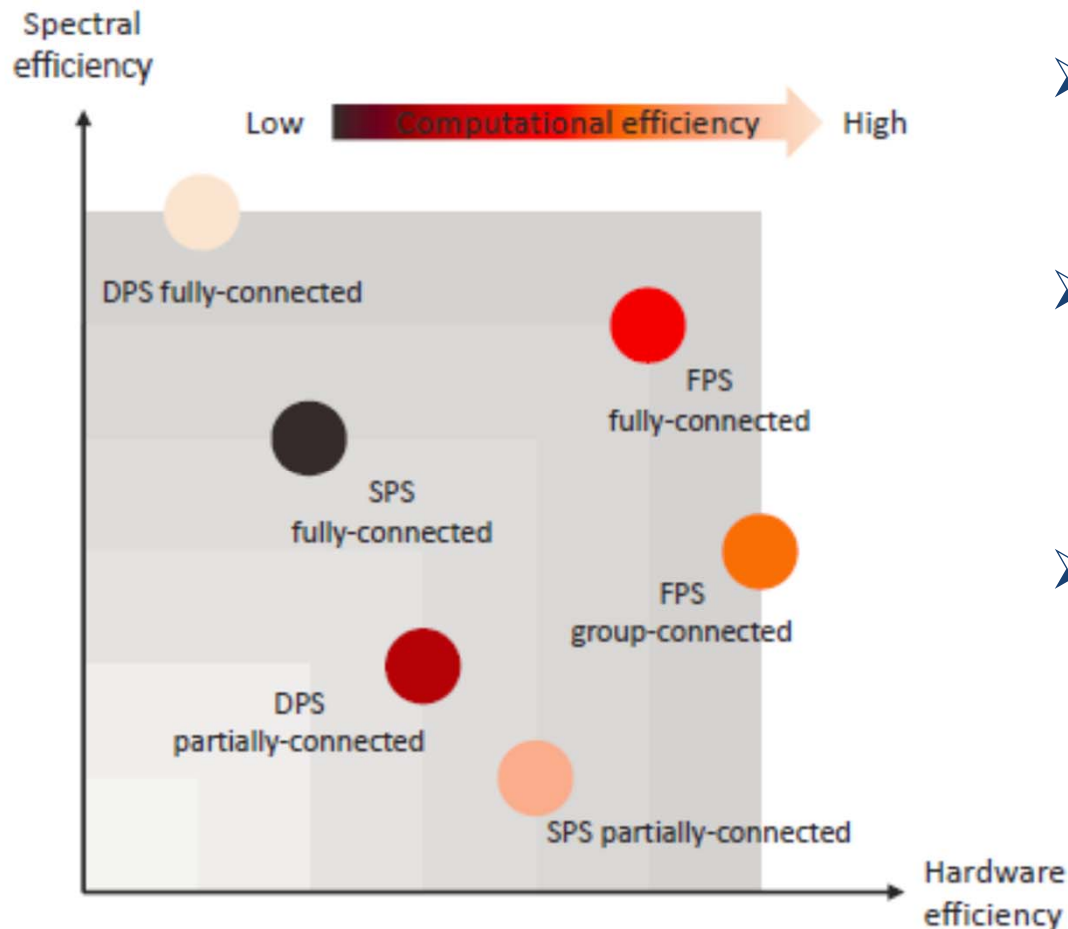 Spectral
efficiency
Low
Computational efficiency
High
DPS fully-connected
FPS
fully-connected
SPS
fully-connected
FPS
group-connected
DPS
partially-connected
SPS partially-connected
Hardware
efficiency